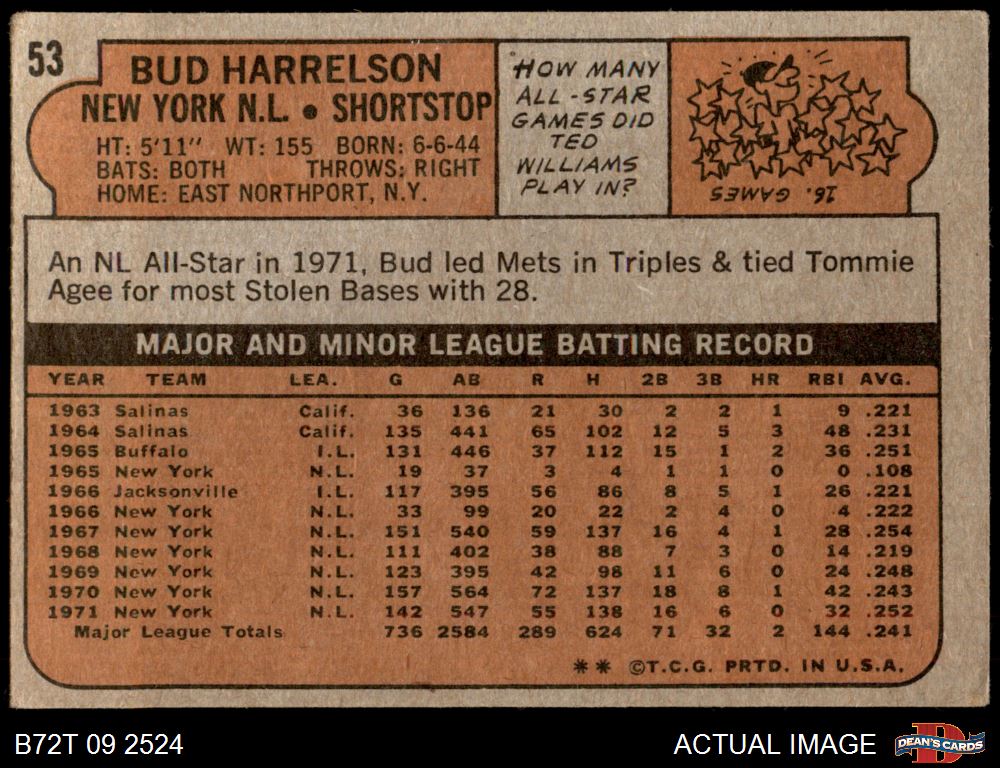 53
BUD HARRELSON
NEW YORK N.L. • SHORTSTOP
HT: 5'11" WT: 155 BORN: 6-6-44
BATS: BOTH THROWS: RIGHT
HOME: EAST NORTHPORT, N.Y.
HOW MANY
ALL-STAR
GAMES DID
TED
WILLIAMS
PLAY IN?
16. GAMES
An NL All-Star in 1971, Bud led Mets in Triples & tied Tommie
Agee for most Stolen Bases with 28.
MAJOR AND MINOR LEAGUE BATTING RECORD
YEAR TEAM LEA. G AB R H 2B 3B HR RBI AVG.
1963 Salinas Calif. 36 136 21 30 2 2 1 9 .221
1964 Salinas Calif. 135 441 65 102 12 5 3 48 .231
1965 Buffalo I.L. 131 446 37 112 15 1 2 36 .251
1965 New York N.L. 19 37 3 4 1 1 0 0 .108
1966 Jacksonville I.L. 117 395 56 86 8 5 1 26 .221
1966 New York N.L. 33 99 20 22 2 4 0 4 .222
1967 New York N.L. 151 540 59 137 16 4 1 28 .254
1968 New York N.L. 111 402 38 88 7 3 0 14 .219
1969 New York N.L. 123 395 42 98 11 6 0 24 .248
1970 New York N.L. 157 564 72 137 18 8 1 42 .243
1971 New York N.L. 142 547 55 138 16 6 0 32 .252
Major League Totals 736 2584 289 624 71 32 2 144 .241
** ©T.C.G. PRTD. IN U.S.A.
B72T 09 2524
ACTUAL IMAGE
D
DEAN'S CARDS